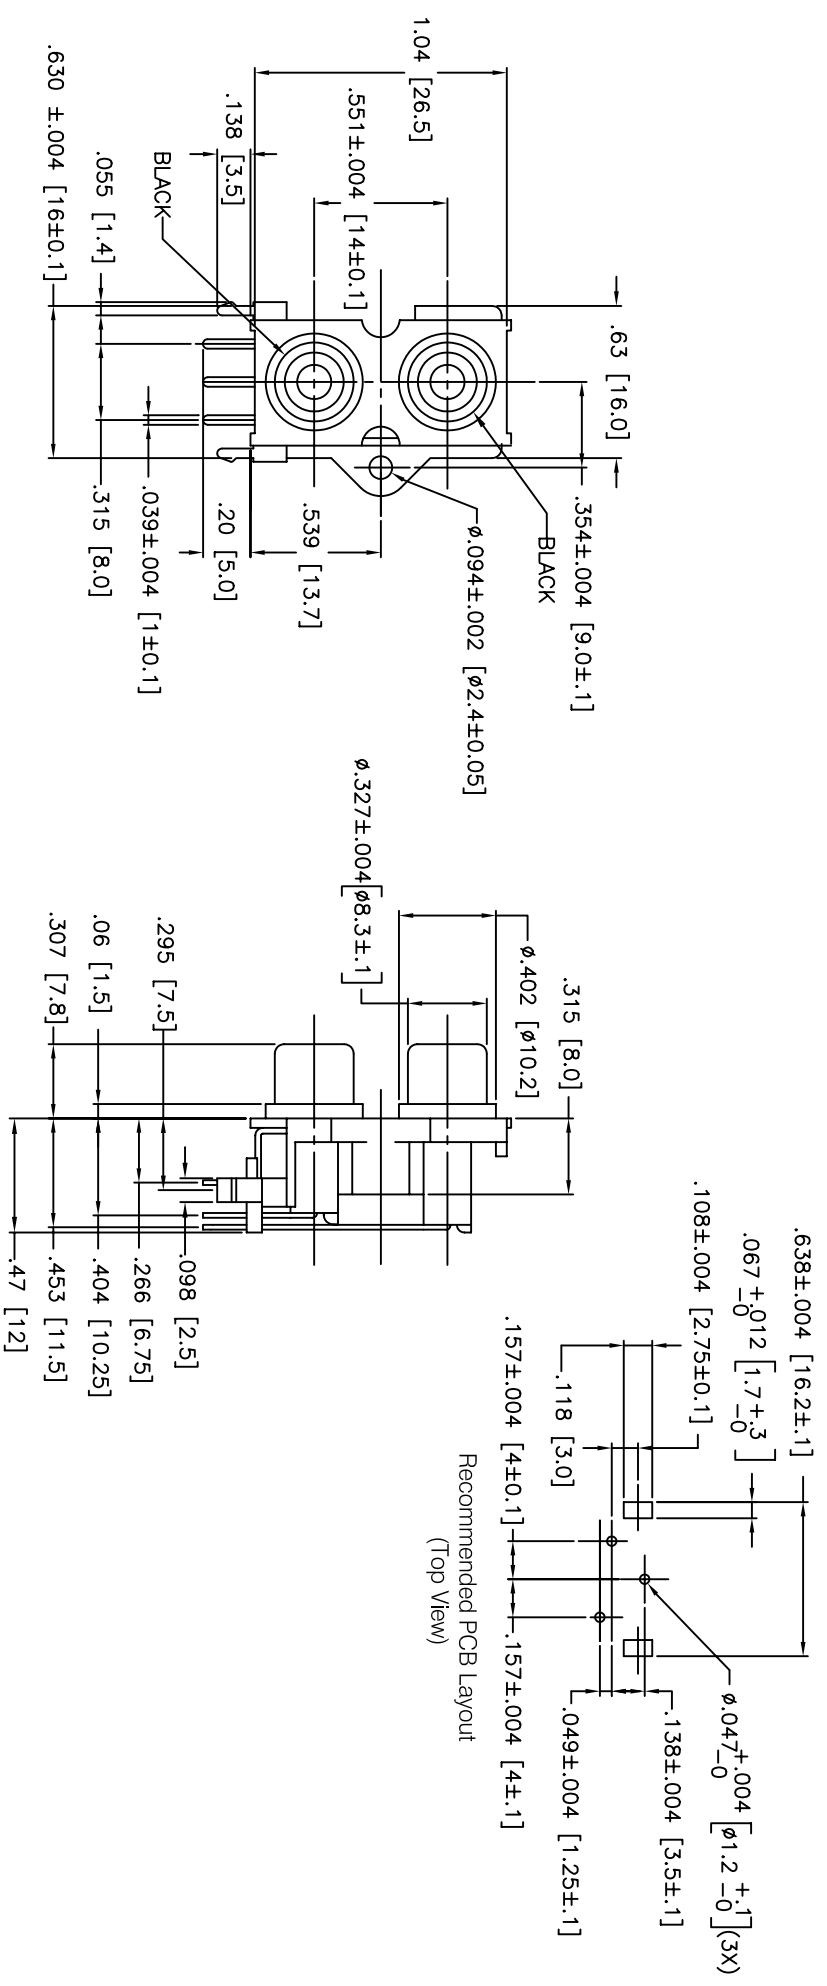 1.04 [26.5]
.551±.004 [14±0.1]
.138 [3.5]
BLACK
.055 [1.4]
.630 ±.004 [16±0.1]
.63 [16.0]
.354±.004 [9.0±.1]
BLACK
ø.094±.002 [ø2.4±0.05]
.539 [13.7]
.20 [5.0]
.039±.004 [1±0.1]
.315 [8.0]
ø.327±.004 [ø8.3±.1]
ø.402 [ø10.2]
.315 [8.0]
.295 [7.5]
.06 [1.5]
.307 [7.8]
.098 [2.5]
.266 [6.75]
.404 [10.25]
.453 [11.5]
.47 [12]
.638±.004 [16.2±.1]
.067 +.012 -0 [1.7 +.3 -0]
.108±.004 [2.75±0.1]
.118 [3.0]
.157±.004 [4±0.1]
ø.047 +.004 -0 [ø1.2 +.1 -0](3X)
.138±.004 [3.5±.1]
.049±.004 [1.25±.1]
.157±.004 [4±.1]
Recommended PCB Layout
(Top View)